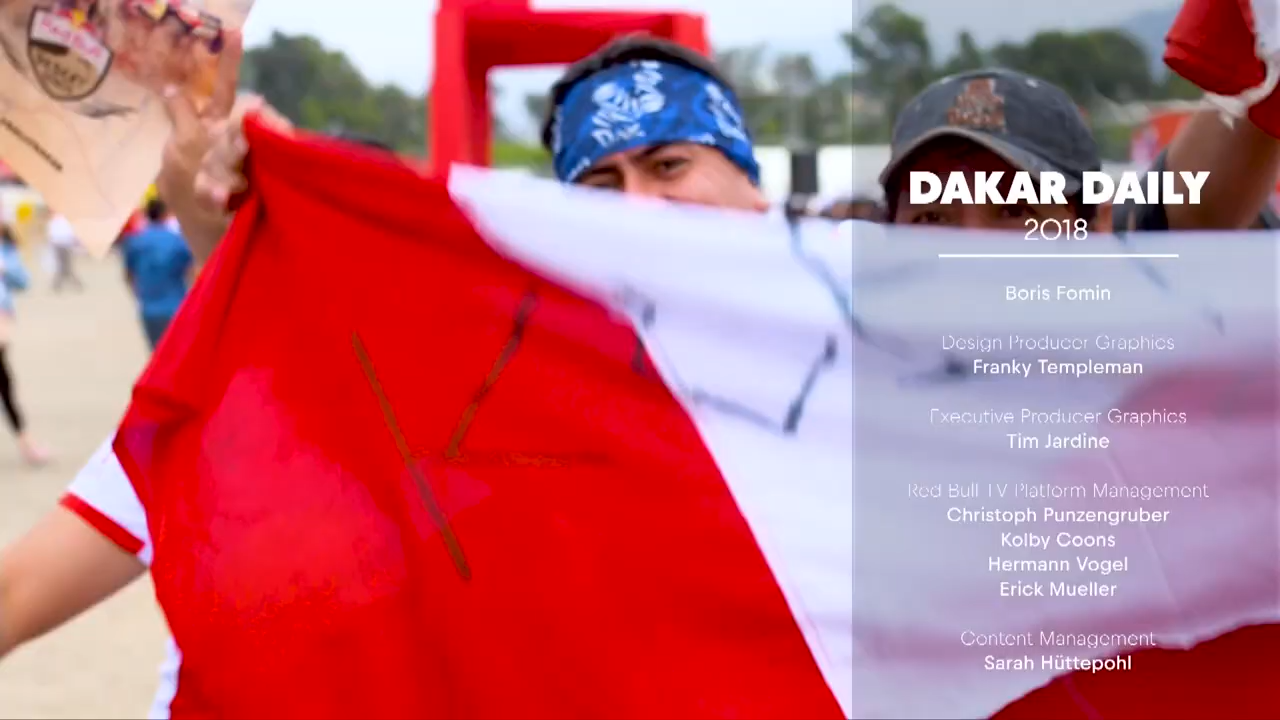 DAKAR DAILY
2018
Boris Fomin
Design Producer Graphics
Franky Templeman
Executive Producer Graphics
Tim Jardine
Red Bull TV Platform Management
Christoph Punzengruber
Kolby Coons
Hermann Vogel
Erick Mueller
Content Management
Sarah Hüttepohl